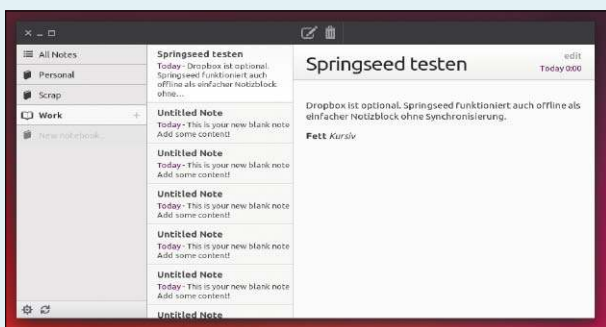 All Notes
Personal
Scrap
Work
New notebook...
Springseed testen
Today - Dropbox ist optional.
Springseed funktioniert auch
offline als einfacher Notizblock
ohne...
Untitled Note
Today - This is your new blank note
Add some content!
Untitled Note
Today - This is your new blank note
Add some content!
Untitled Note
Today - This is your new blank note
Add some content!
Untitled Note
Today - This is your new blank note
Add some content!
Untitled Note
Today - This is your new blank note
Add some content!
Untitled Note
Springseed testen
edit
Today 0:00
Dropbox ist optional. Springseed funktioniert auch offline als
einfacher Notizblock ohne Synchronisierung.
Fett Kursiv